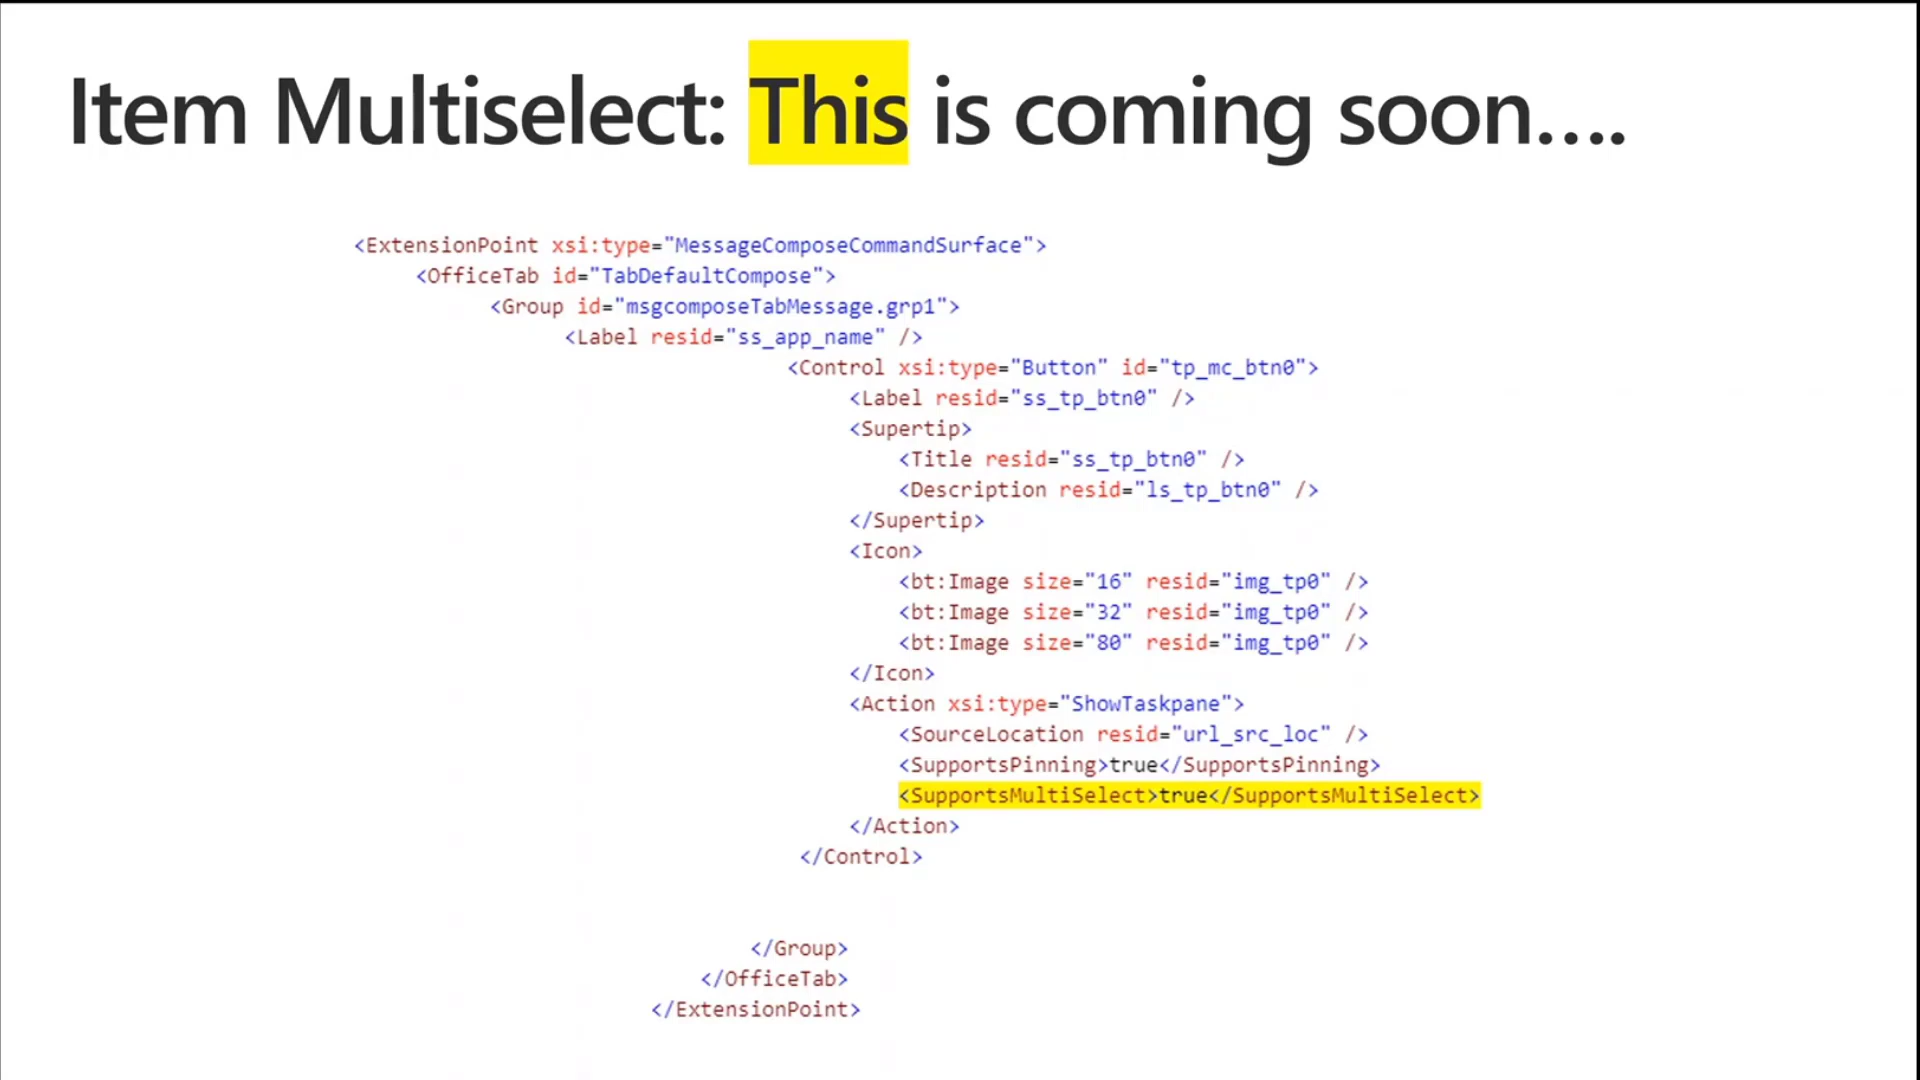 Item Multiselect: This is coming soon....
<ExtensionPoint xsi:type="MessageComposeCommandSurface">
<OfficeTab id="TabDefaultCompose">
<Group id="msgcomposeTabMessage.grp1">
<Label resid="ss_app_name" />
<Control xsi:type="Button" id="tp_mc_btn0">
<Label resid="ss_tp_btn0" />
<Supertip>
<Title resid="ss_tp_btn0" />
<Description resid="ls_tp_btn0" />
</Supertip>
<Icon>
<bt:Image size="16" resid="img_tp0" />
<bt:Image size="32" resid="img_tp0" />
<bt:Image size="80" resid="img_tp0" />
</Icon>
<Action xsi:type="ShowTaskpane">
<SourceLocation resid="url_src_loc" />
<SupportsPinning>true</SupportsPinning>
<SupportsMultiSelect>true</SupportsMultiSelect>
</Action>
</Control>
</Group>
</OfficeTab>
</ExtensionPoint>